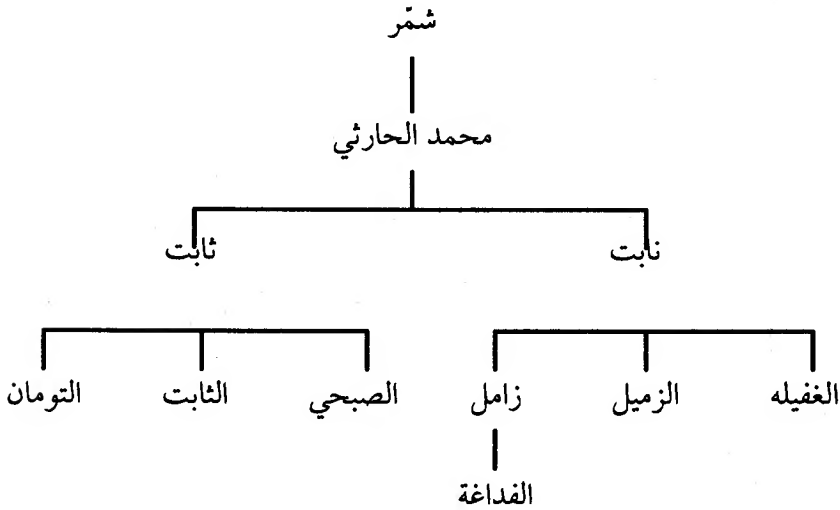 شمّر
محمد الحارثي
نابت ثابت
الغفيله الزميل زامل الصبحي الثابت التومان
الفداغة